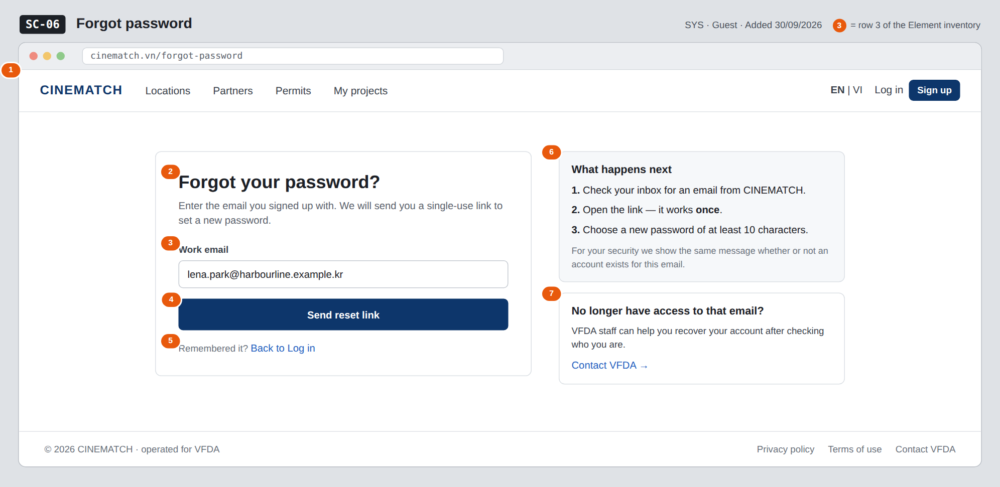 SC-06 Forgot password
SYS · Guest · Added 30/09/2026 3 = row 3 of the Element inventory
cinematch.vn/forgot-password
1
CINEMATCH Locations Partners Permits My projects EN | VI Log in Sign up
2
Forgot your password?
Enter the email you signed up with. We will send you a single-use link to
set a new password.
3
Work email
lena.park@harbourline.example.kr
4
Send reset link
5
Remembered it? Back to Log in
6
What happens next
1. Check your inbox for an email from CINEMATCH.
2. Open the link — it works once.
3. Choose a new password of at least 10 characters.
For your security we show the same message whether or not an
account exists for this email.
7
No longer have access to that email?
VFDA staff can help you recover your account after checking
who you are.
Contact VFDA →
© 2026 CINEMATCH · operated for VFDA
Privacy policy Terms of use Contact VFDA